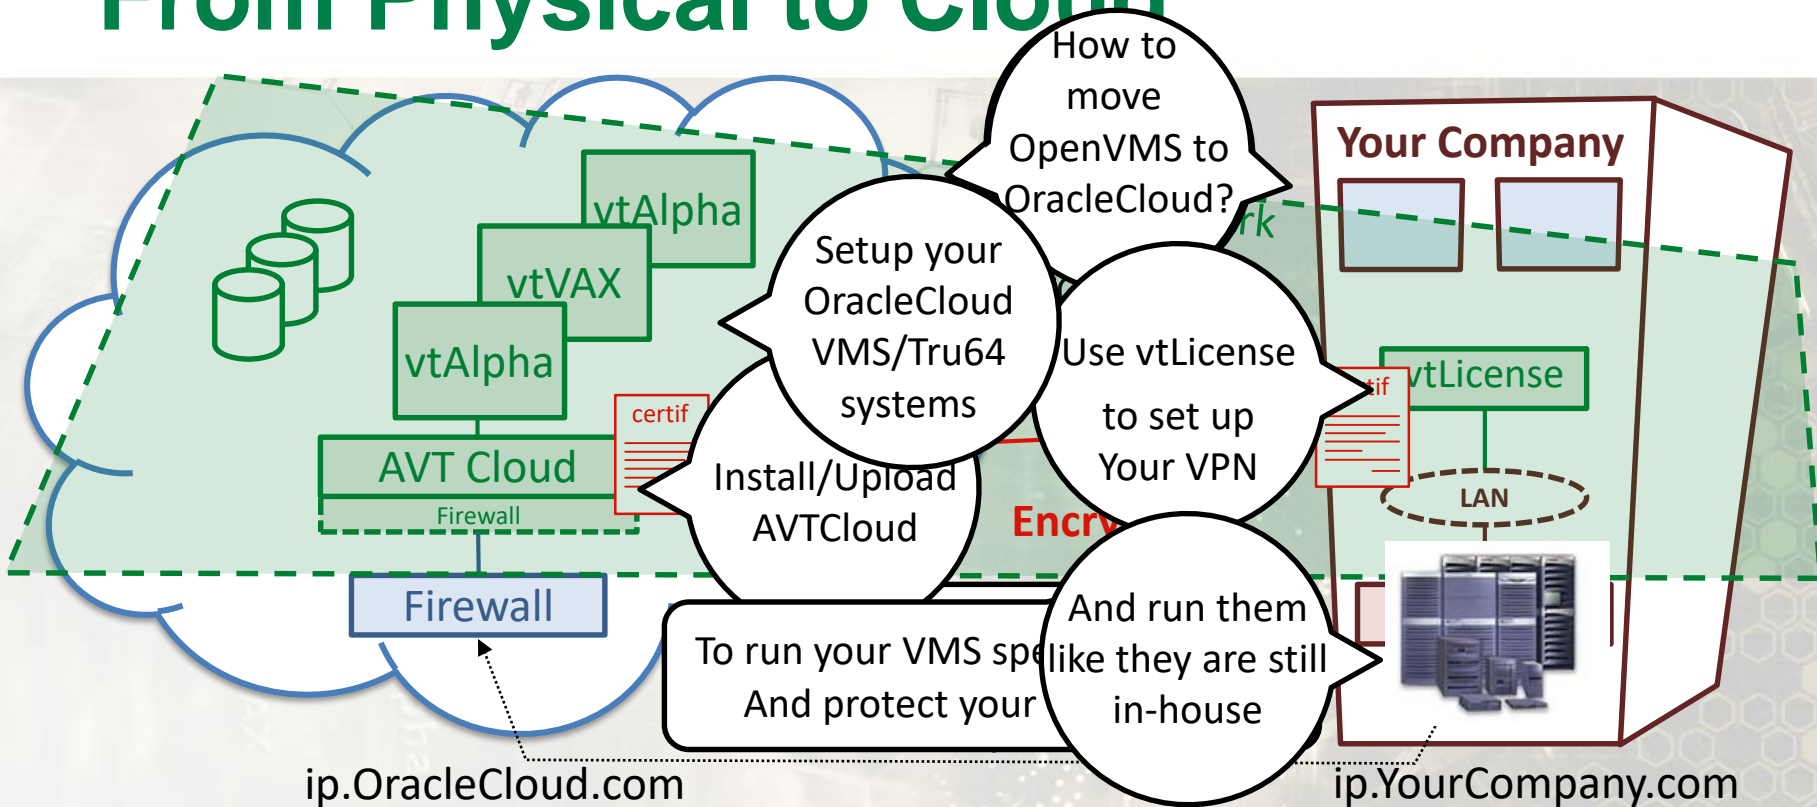 From Physical to Cloud
How to
move
OpenVMS to
OracleCloud?
Your Company
vtAlpha
vtVAX
vtAlpha
Setup your
OracleCloud
VMS/Tru64
systems
Use vtLicense
to set up
Your VPN
vtLicense
certif
AVT Cloud
Firewall
Install/Upload
AVTCloud
LAN
Firewall
To run your VMS
And protect your
And run them
like they are still
in-house
ip.OracleCloud.com
ip.YourCompany.com